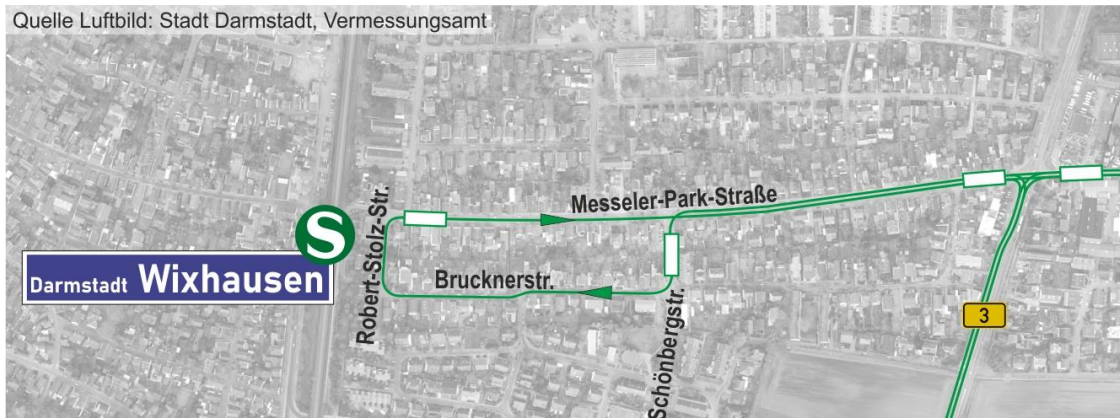 Quelle Luftbild: Stadt Darmstadt, Vermessungsamt
Messeler-Park-Straße
Robert-Stolz-Str.
S
Darmstadt Wixhausen
Brucknerstr.
Schönbergstr.
3